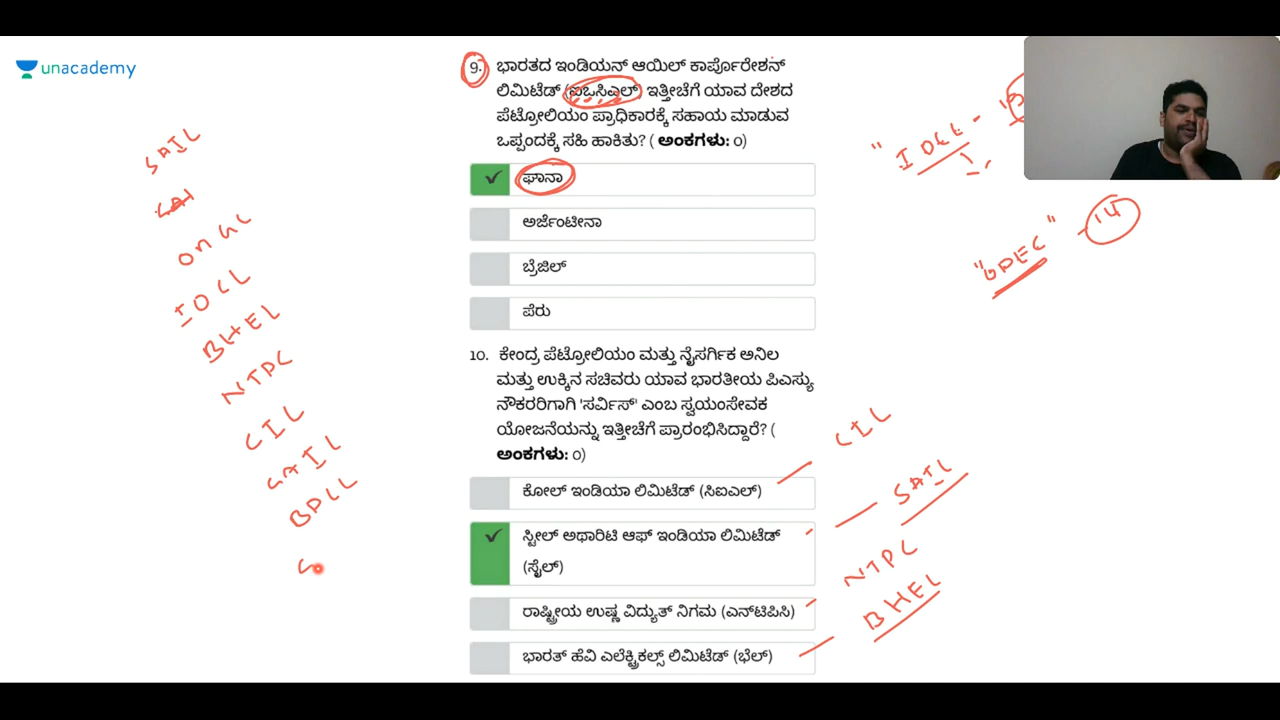 unacademy
9. ಭಾರತದ ಇಂಡಿಯನ್ ಆಯಿಲ್ ಕಾರ್ಪೊರೇಶನ್
ಲಿಮಿಟೆಡ್ (ಐಒಸಿಎಲ್) ಇತ್ತೀಚೆಗೆ ಯಾವ ದೇಶದ
ಪೆಟ್ರೋಲಿಯಂ ಪ್ರಾಧಿಕಾರಕ್ಕೆ ಸಹಾಯ ಮಾಡುವ
ಒಪ್ಪಂದಕ್ಕೆ ಸಹಿ ಹಾಕಿತು? ( ಅಂಕಗಳು: ೦)
ಘಾನಾ
ಅರ್ಜೆಂಟೀನಾ
ಬ್ರೆಜಿಲ್
ಪೆರು
10. ಕೇಂದ್ರ ಪೆಟ್ರೋಲಿಯಂ ಮತ್ತು ನೈಸರ್ಗಿಕ ಅನಿಲ
ಮತ್ತು ಉಕ್ಕಿನ ಸಚಿವರು ಯಾವ ಭಾರತೀಯ ಪಿಎಸ್ಯು
ನೌಕರರಿಗಾಗಿ 'ಸರ್ವಿಸ್' ಎಂಬ ಸ್ವಯಂಸೇವಕ
ಯೋಜನೆಯನ್ನು ಇತ್ತೀಚೆಗೆ ಪ್ರಾರಂಭಿಸಿದ್ದಾರೆ? (
ಅಂಕಗಳು: ೦)
ಕೋಲ್ ಇಂಡಿಯಾ ಲಿಮಿಟೆಡ್ (ಸಿಐಎಲ್)
ಸ್ಟೀಲ್ ಅಥಾರಿಟಿ ಆಫ್ ಇಂಡಿಯಾ ಲಿಮಿಟೆಡ್
(ಸೈಲ್)
ರಾಷ್ಟ್ರೀಯ ಉಷ್ಣ ವಿದ್ಯುತ್ ನಿಗಮ (ಎನ್‌ಟಿಪಿಸಿ)
ಭಾರತ್ ಹೆವಿ ಎಲೆಕ್ಟ್ರಿಕಲ್ಸ್ ಲಿಮಿಟೆಡ್ (ಭೆಲ್)
SAIL
ONGC
IOCL
BHEL
NTPC
CIL
GAIL
BPCL
"OPEC" - 14
CIL
SAIL
NTPC
BHEL